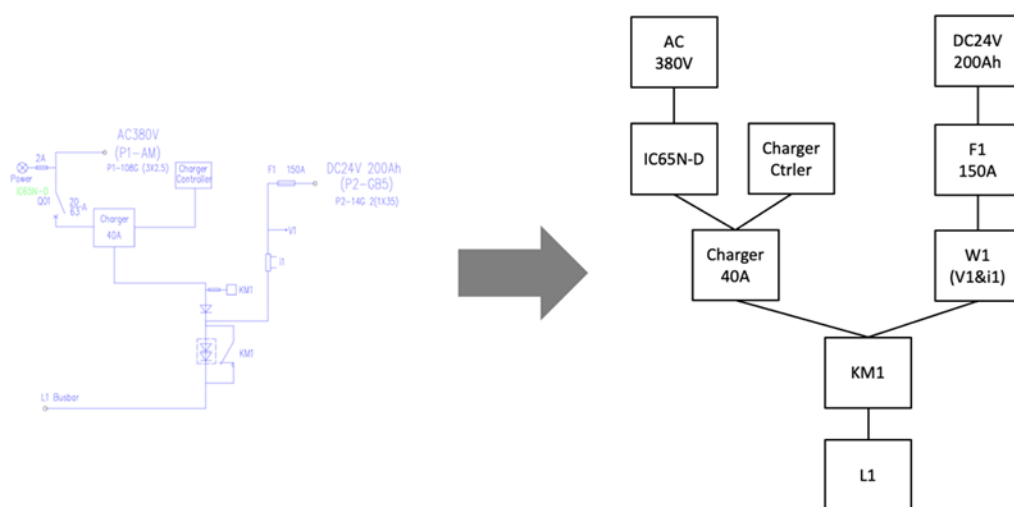 AC380V
(P1-AM)
P1-108G (3X2.5)
2A
Power
IC65N-D
Q01
20-A
63
Charger
40A
Charger
Controller
F1 150A
DC24V 200Ah
(P2-GB5)
P2-14G 2(1X35)
V1
I1
KM1
KM1
L1 Busbar
AC
380V
DC24V
200Ah
IC65N-D
Charger
Ctrler
F1
150A
Charger
40A
W1
(V1&i1)
KM1
L1